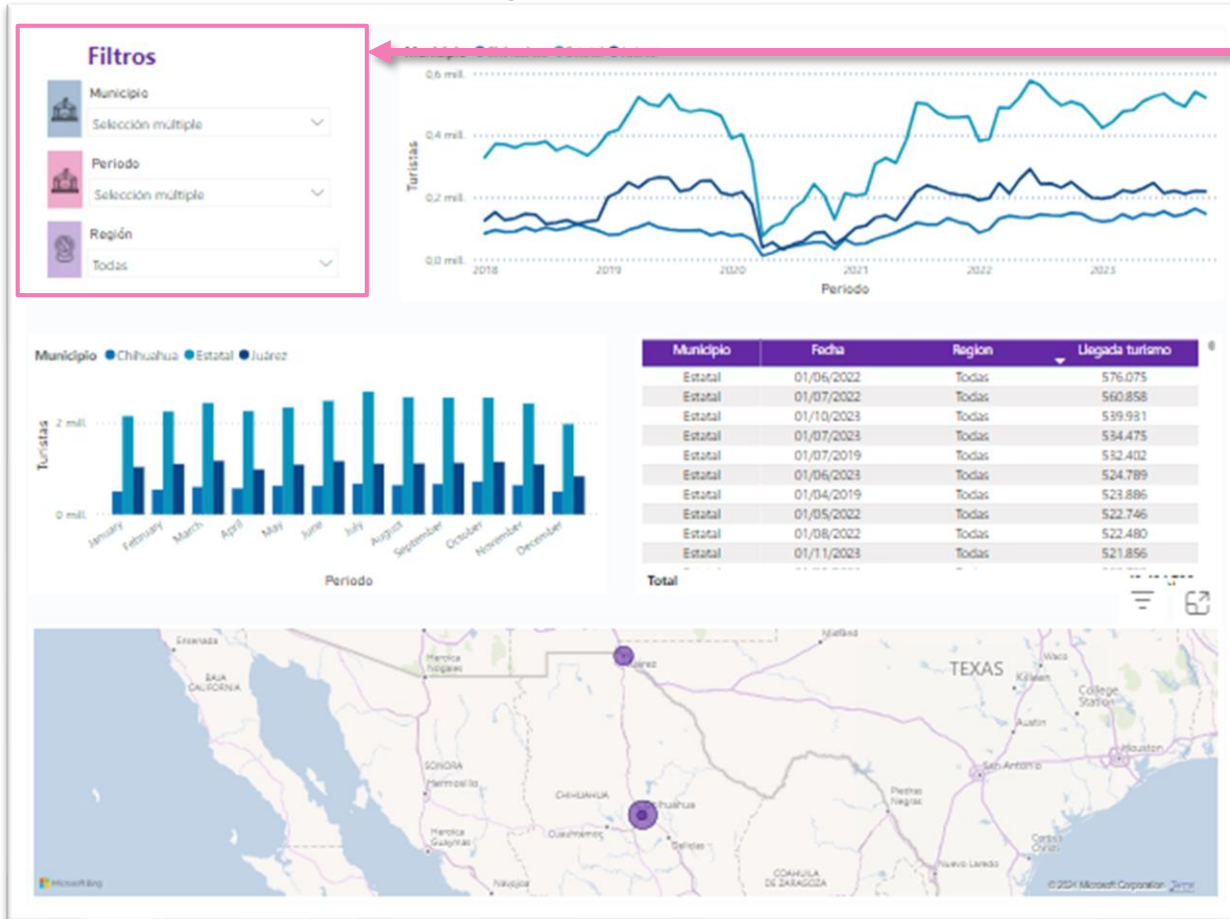 Filtros
Municipio
Selección múltiple
Periodo
Selección múltiple
Región
Todas
0,6 mill.
0,4 mill.
0,2 mill.
0,0 mill.
Turistas
2018 2019 2020 2021 2022 2023
Periodo
Municipio Chihuahua Estatal Juárez
2 mill.
0 mill.
Turistas
January February March April May June July August September October November December
Periodo
Municipio Fecha Region Llegada turismo
Estatal 01/06/2022 Todas 576.075
Estatal 01/07/2022 Todas 560.858
Estatal 01/10/2023 Todas 539.931
Estatal 01/07/2023 Todas 534.475
Estatal 01/07/2019 Todas 532.402
Estatal 01/06/2023 Todas 524.789
Estatal 01/04/2019 Todas 523.886
Estatal 01/05/2022 Todas 522.746
Estatal 01/08/2022 Todas 522.480
Estatal 01/11/2023 Todas 521.856
Total
Ensenada
BAJA
CALIFORNIA
Heroica
Nogales
Juárez
Midland
TEXAS
Waco
Killeen
College
Station
Austin
Houston
San Antonio
SONORA
Hermosillo
CHIHUAHUA
Chihuahua
Piedras
Negras
Heroica
Guaymas
Cuauhtémoc
Delicias
Corpus
Christi
Nuevo Laredo
Navojoa
COAHUILA
DE ZARAGOZA
Microsoft Bing
© 2024 Microsoft Corporation Terms